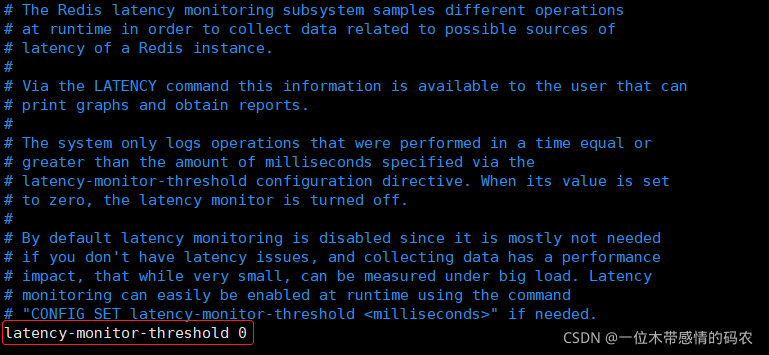 # The Redis latency monitoring subsystem samples different operations
# at runtime in order to collect data related to possible sources of
# latency of a Redis instance.
#
# Via the LATENCY command this information is available to the user that can
# print graphs and obtain reports.
#
# The system only logs operations that were performed in a time equal or
# greater than the amount of milliseconds specified via the
# latency-monitor-threshold configuration directive. When its value is set
# to zero, the latency monitor is turned off.
#
# By default latency monitoring is disabled since it is mostly not needed
# if you don't have latency issues, and collecting data has a performance
# impact, that while very small, can be measured under big load. Latency
# monitoring can easily be enabled at runtime using the command
# "CONFIG SET latency-monitor-threshold <milliseconds>" if needed.
latency-monitor-threshold 0
CSDN @一位木带感情的码农